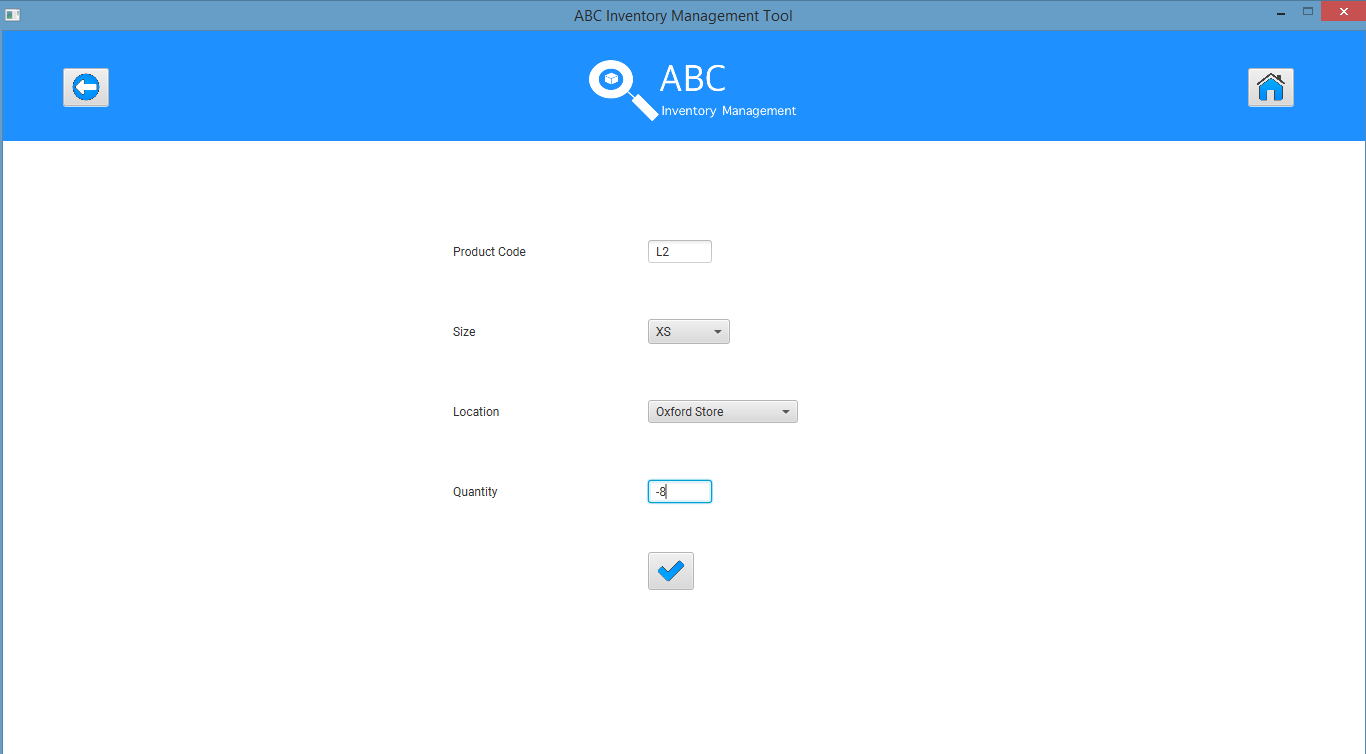 ABC Inventory Management Tool
ABC
Inventory Management
Product Code L2
Size XS
Location Oxford Store
Quantity -8